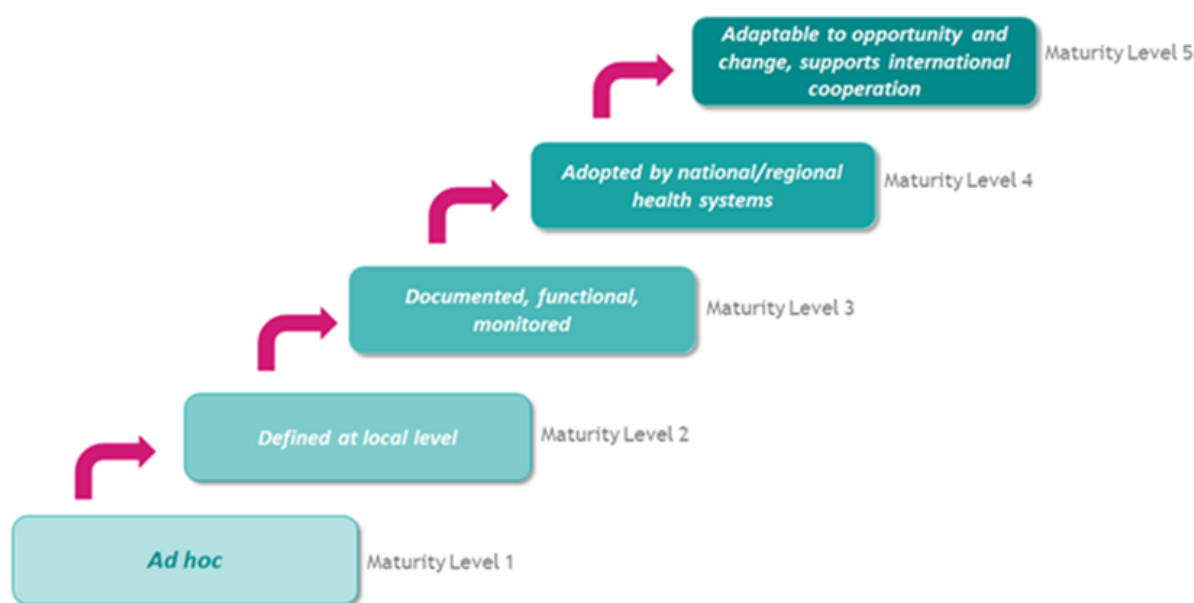 Adaptable to opportunity and
change, supports international
cooperation
Maturity Level 5
Adopted by national/regional
health systems
Maturity Level 4
Documented, functional,
monitored
Maturity Level 3
Defined at local level
Maturity Level 2
Ad hoc
Maturity Level 1